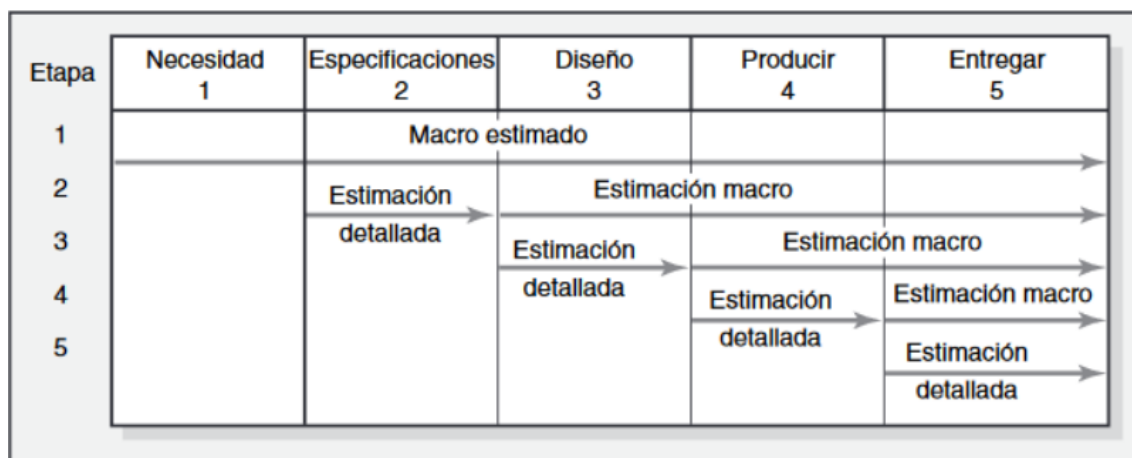 Etapa
Necesidad
1
Especificaciones
2
Diseño
3
Producir
4
Entregar
5
1
Macro estimado
2
Estimación
detallada
Estimación macro
3
Estimación
detallada
Estimación macro
4
Estimación
detallada
Estimación macro
5
Estimación
detallada